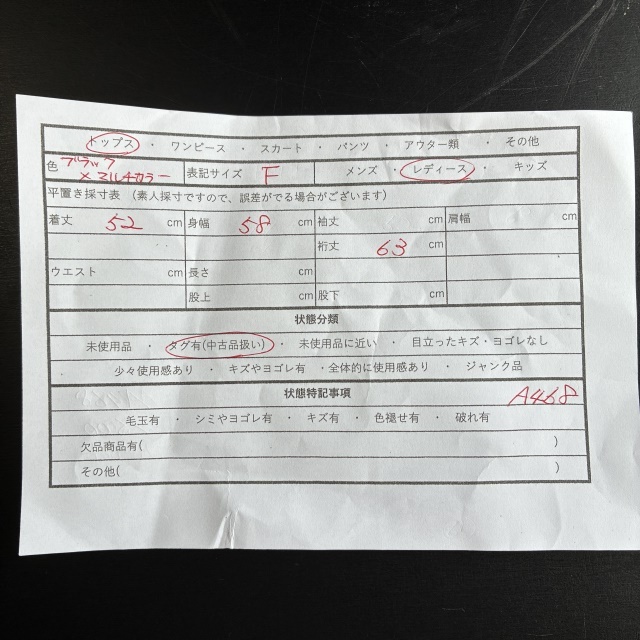 トップス ・ ワンピース ・ スカート ・ パンツ ・ アウター類 ・ その他
色 ブラック×マルチカラー 表記サイズ F メンズ ・ レディース ・ キッズ
平置き採寸表 (素人採寸ですので、誤差がでる場合がございます)
着丈 52 cm 身幅 58 cm 袖丈 cm 肩幅 cm
裄丈 63 cm
ウエスト cm 長さ cm
股上 cm 股下 cm
状態分類
未使用品 ・ タグ有(中古品扱い) ・ 未使用品に近い ・ 目立ったキズ・ヨゴレなし
少々使用感あり ・ キズやヨゴレ有 ・全体的に使用感あり ・ ジャンク品
状態特記事項 A468
毛玉有 ・ シミやヨゴレ有 ・ キズ有 ・ 色褪せ有 ・ 破れ有
欠品商品有( )
その他( )